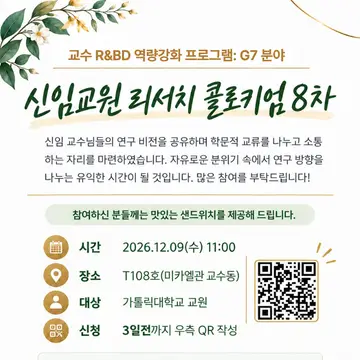 교수 R&BD 역량강화 프로그램: G7 분야
신임교원 리서치 콜로키엄 8차
신임 교수님들의 연구 비전을 공유하며 학문적 교류를 나누고 소통
하는 자리를 마련하였습니다. 자유로운 분위기 속에서 연구 방향을
나누는 유익한 시간이 될 것입니다. 많은 참여를 부탁드립니다!
참여하신 분들께는 맛있는 샌드위치를 제공해 드립니다.
시간 2026.12.09(수) 11:00
장소 T108호(미카엘관 교수동)
대상 가톨릭대학교 교원
신청 3일전까지 우측 QR 작성